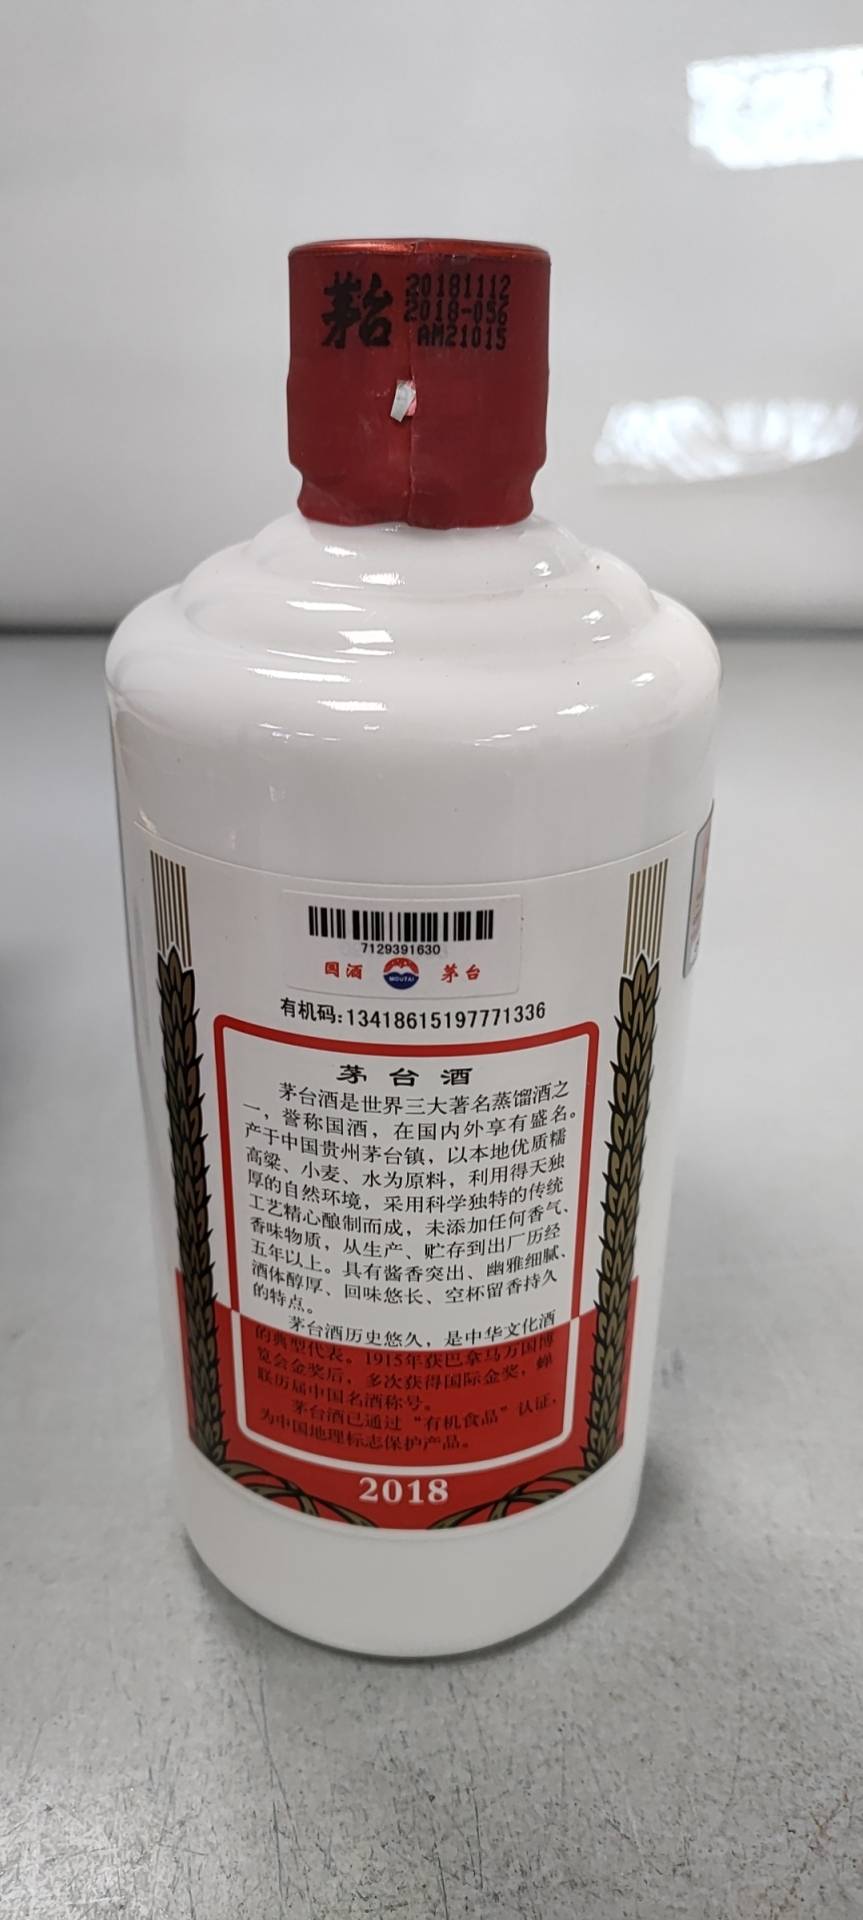 茅台
20181112
2018-056
AM21015
7129391630
国酒 MOUTAI 茅台
有机码:13418615197771336
茅台酒
茅台酒是世界三大著名蒸馏酒之
一，誉称国酒，在国内外享有盛名。
产于中国贵州茅台镇，以本地优质糯
高粱、小麦、水为原料，利用得天独
厚的自然环境，采用科学独特的传统
工艺精心酿制而成，未添加任何香气、
香味物质，从生产、贮存到出厂历经
五年以上。具有酱香突出、幽雅细腻、
酒体醇厚、回味悠长、空杯留香持久
的特点。
茅台酒历史悠久，是中华文化酒
的典型代表。1915年获巴拿马万国博
览会金奖后，多次获得国际金奖，蝉
联历届中国名酒称号。
茅台酒已通过“有机食品”认证，
为中国地理标志保护产品。
2018